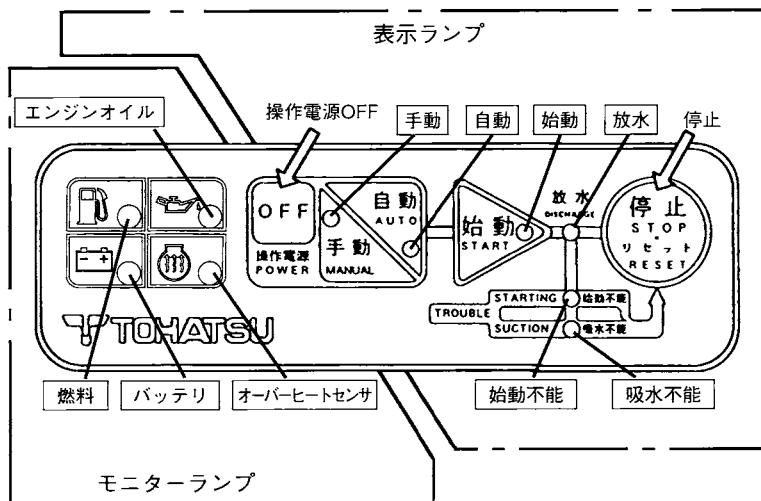 表示ランプ
エンジンオイル
操作電源OFF
手動
自動
始動
放水
停止
OFF
操作電源
POWER
自動
AUTO
手動
MANUAL
始動
START
放水
DISCHARGE
停止
STOP
・
リセット
RESET
TROUBLE
STARTING 始動不能
SUCTION 吸水不能
TOHATSU
燃料
バッテリ
オーバーヒートセンサ
始動不能
吸水不能
モニターランプ